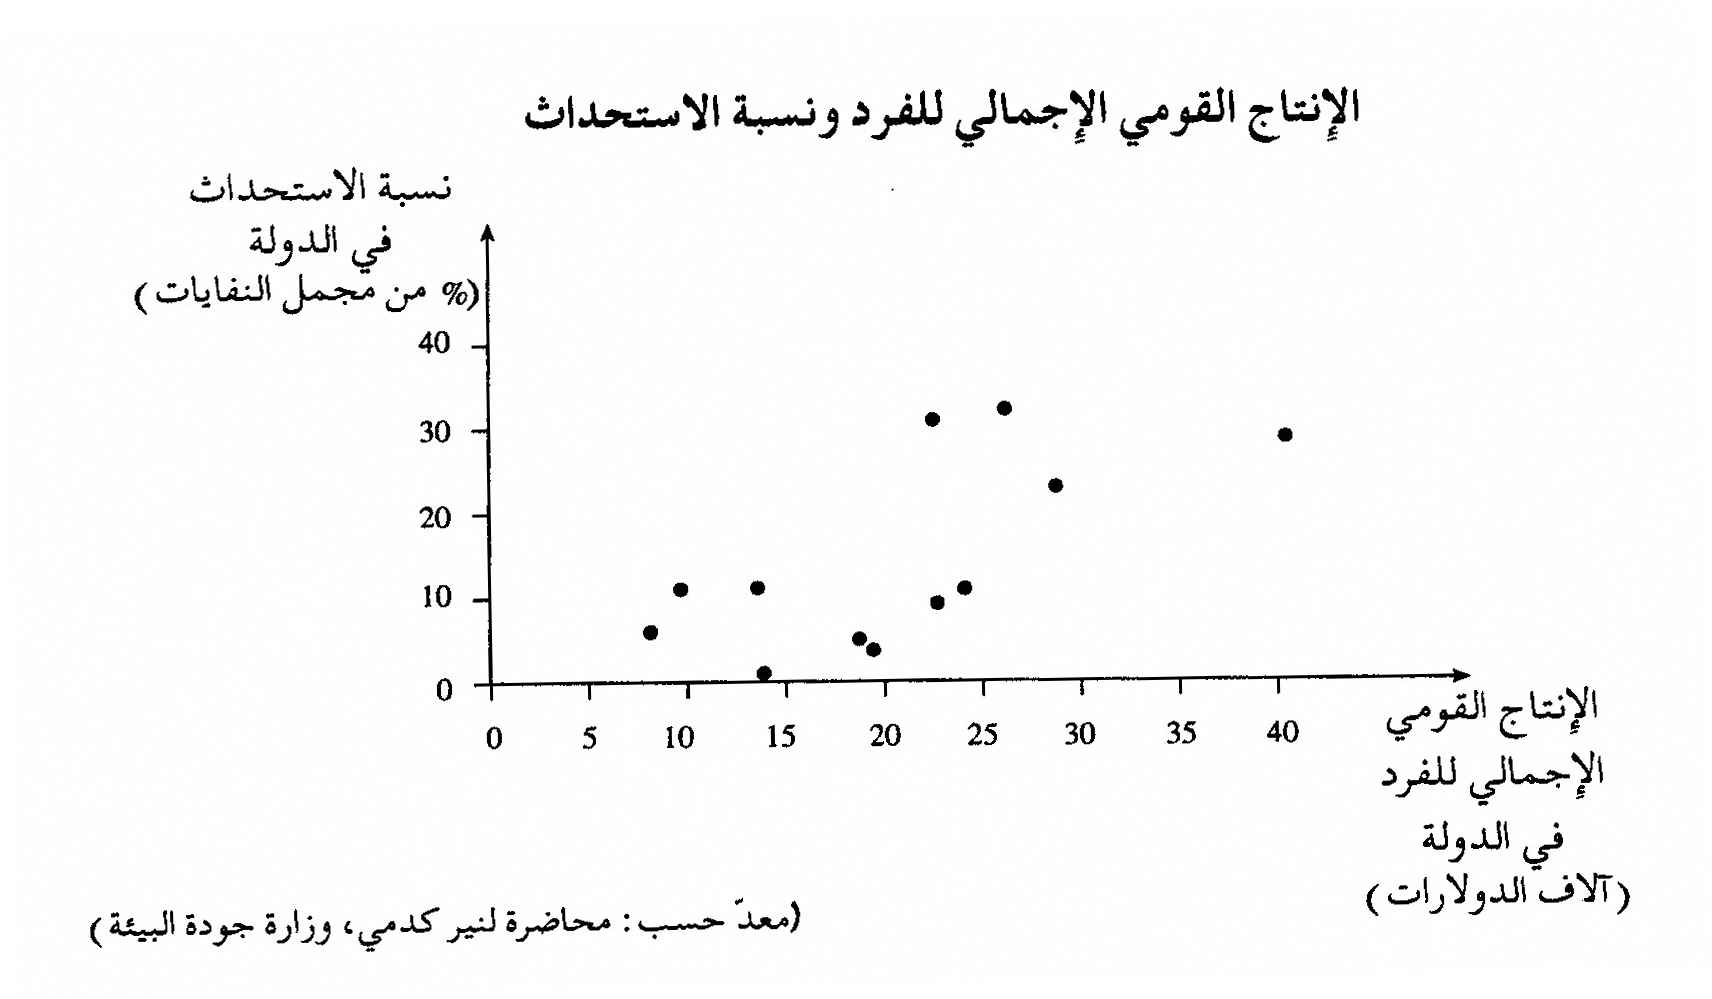 الإنتاج القومي الإجمالي للفرد ونسبة الاستحداث
نسبة الاستحداث
في الدولة
(% من مجمل النفايات)
40
30
20
10
0
0 5 10 15 20 25 30 35 40
الإنتاج القومي
الإجمالي للفرد
في الدولة
(آلاف الدولارات)
(معدّ حسب: محاضرة لنير كدمي، وزارة جودة البيئة)